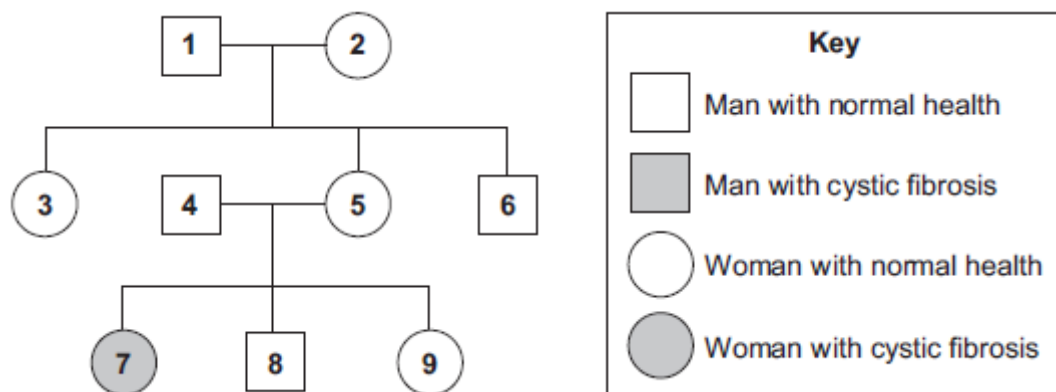 1 2
3 4 5 6
7 8 9
Key
Man with normal health
Man with cystic fibrosis
Woman with normal health
Woman with cystic fibrosis